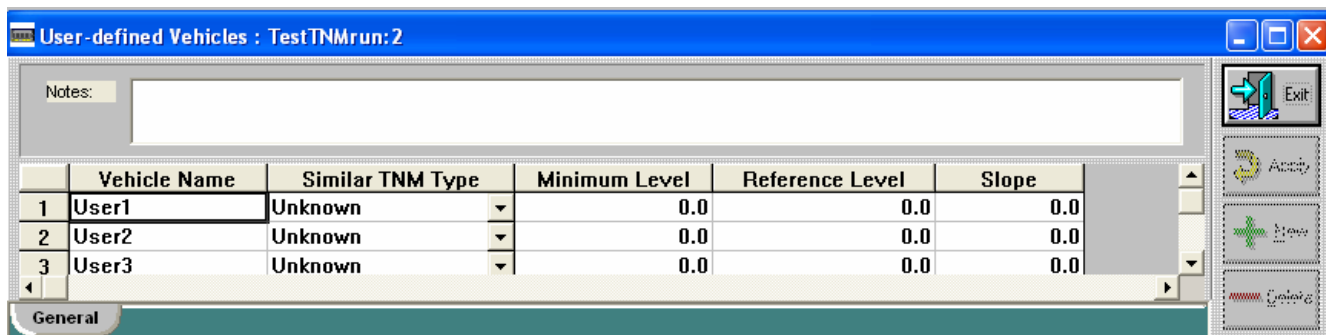 User-defined Vehicles : TestTNMrun:2
Notes:
Exit
Apply
New
Delete
Vehicle Name Similar TNM Type Minimum Level Reference Level Slope
1 User1 Unknown 0.0 0.0 0.0
2 User2 Unknown 0.0 0.0 0.0
3 User3 Unknown 0.0 0.0 0.0
General